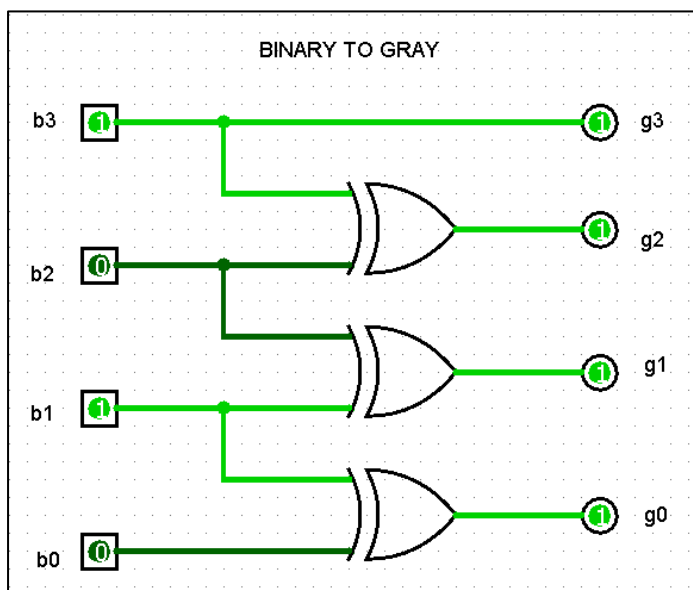 BINARY TO GRAY
b3 1 1 g3
1 g2
b2 0
1 g1
b1 1
1 g0
b0 0